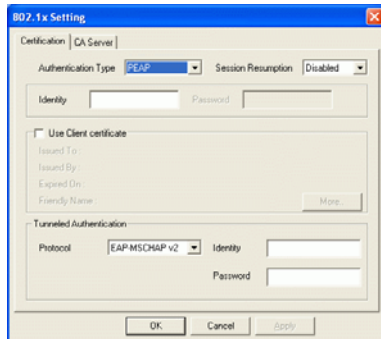 802.1x Setting
Certification CA Server
Authentication Type PEAP Session Resumption Disabled
Identity Password
Use Client certificate
Issued To :
Issued By :
Expired On :
Friendly Name :
More...
Tunneled Authentication
Protocol EAP-MSCHAP v2 Identity
Password
OK Cancel Apply